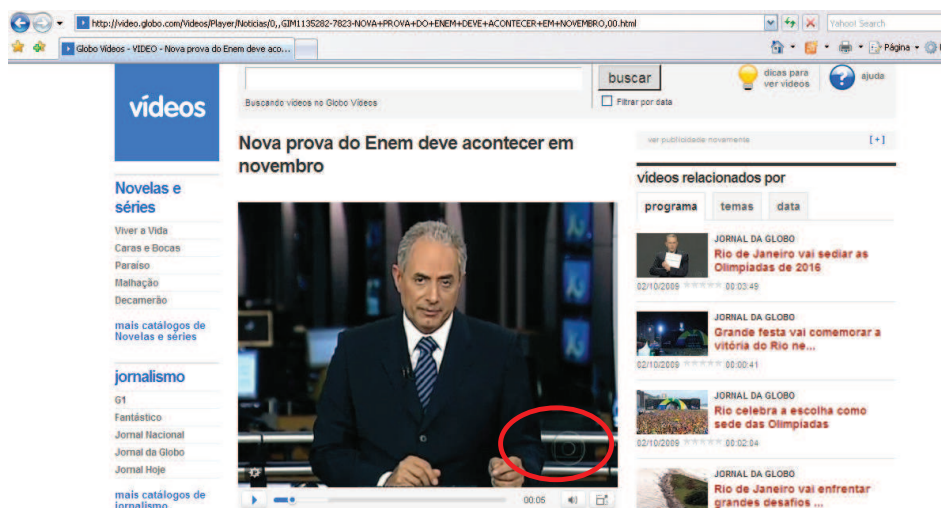 http://video.globo.com/Videos/Player/Noticias/0,,GIM1135282-7823-NOVA+PROVA+DO+ENEM+DEVE+ACONTECER+EM+NOVEMBRO,00.html
Yahoo! Search
Globo Vídeos - VIDEO - Nova prova do Enem deve aco...
Página
vídeos
buscar
Buscando vídeos no Globo Vídeos
Filtrar por data
dicas para
ver vídeos
ajuda
Nova prova do Enem deve acontecer em
novembro
ver publicidade novamente
[+]
Novelas e
séries
Viver a Vida
Caras e Bocas
Paraíso
Malhação
Decamerão
mais catálogos de
Novelas e séries
jornalismo
G1
Fantástico
Jornal Nacional
Jornal da Globo
Jornal Hoje
mais catálogos de
jornalismo
00:05
vídeos relacionados por
programa temas data
JORNAL DA GLOBO
Rio de Janeiro vai sediar as
Olimpíadas de 2016
02/10/2009 00:03:49
JORNAL DA GLOBO
Grande festa vai comemorar a
vitória do Rio ne...
02/10/2009 00:00:41
JORNAL DA GLOBO
Rio celebra a escolha como
sede das Olimpíadas
02/10/2009 00:02:04
JORNAL DA GLOBO
Rio de Janeiro vai enfrentar
grandes desafios ...